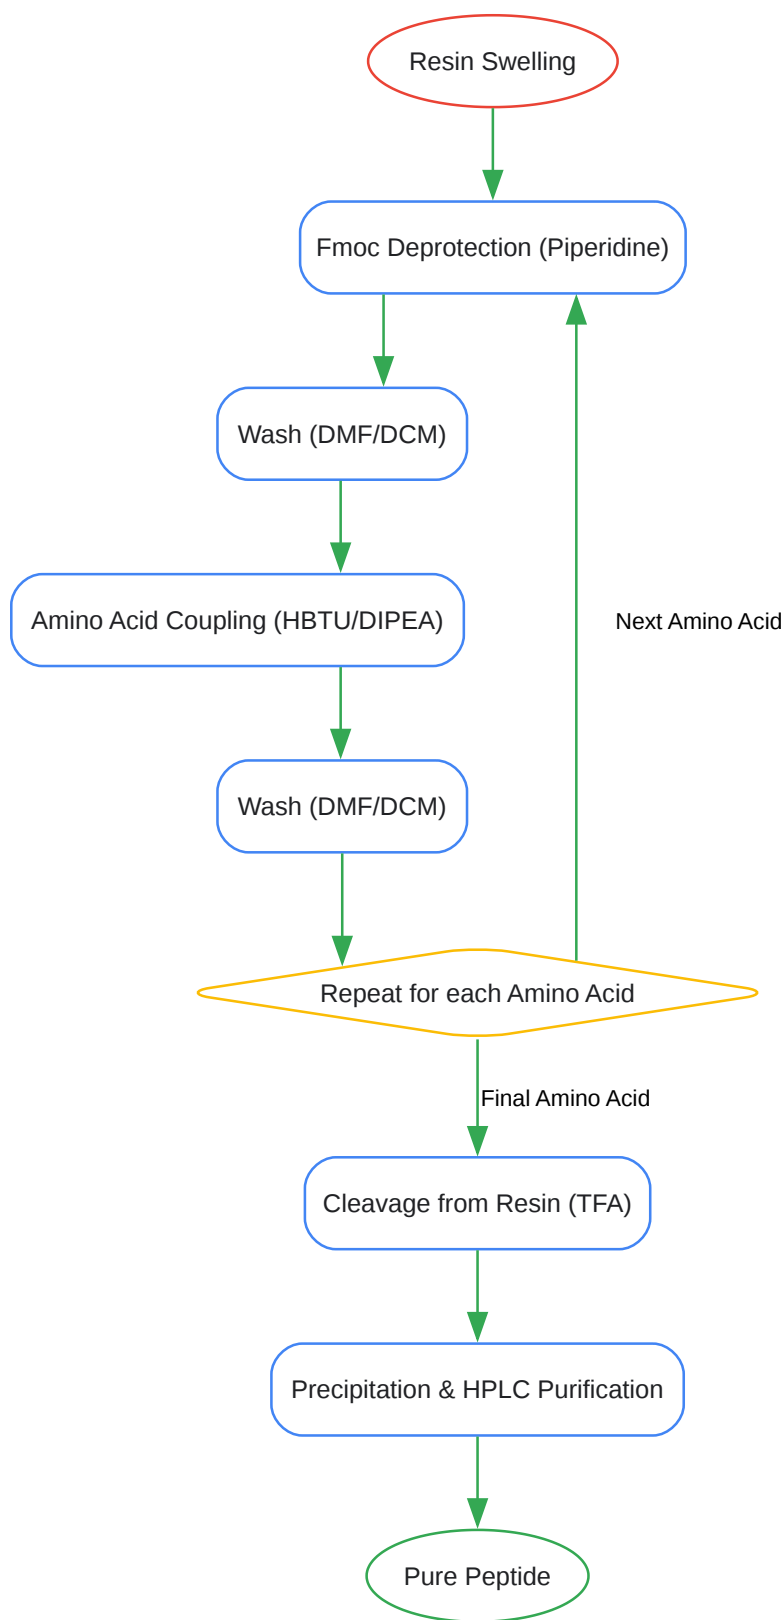 Resin Swelling
Fmoc Deprotection (Piperidine)
Wash (DMF/DCM)
Amino Acid Coupling (HBTU/DIPEA)
Next Amino Acid
Wash (DMF/DCM)
Repeat for each Amino Acid
Final Amino Acid
Cleavage from Resin (TFA)
Precipitation & HPLC Purification
Pure Peptide